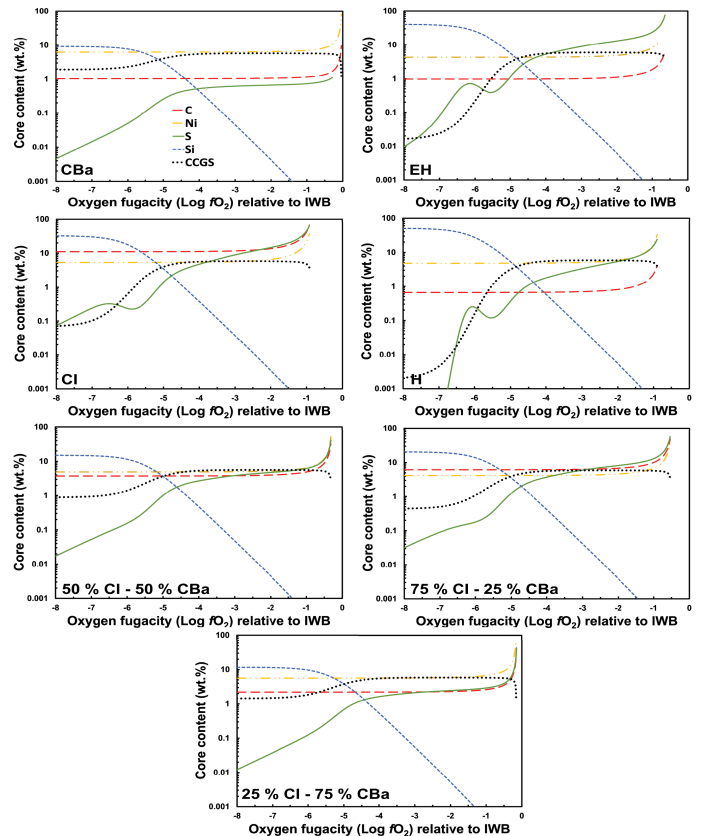 Core content (wt.%)
100
10
1
0.1
0.01
0.001
C
Ni
S
Si
CCGS
CBa
-8 -7 -6 -5 -4 -3 -2 -1 0
Oxygen fugacity (Log fO2) relative to IWB
Core content (wt.%)
100
10
1
0.1
0.01
0.001
EH
-8 -7 -6 -5 -4 -3 -2 -1 0
Oxygen fugacity (Log fO2) relative to IWB
Core content (wt.%)
100
10
1
0.1
0.01
0.001
CI
-8 -7 -6 -5 -4 -3 -2 -1 0
Oxygen fugacity (Log fO2) relative to IWB
Core content (wt.%)
100
10
1
0.1
0.01
0.001
H
-8 -7 -6 -5 -4 -3 -2 -1 0
Oxygen fugacity (Log fO2) relative to IWB
Core content (wt.%)
100
10
1
0.1
0.01
0.001
50 % CI - 50 % CBa
-8 -7 -6 -5 -4 -3 -2 -1 0
Oxygen fugacity (Log fO2) relative to IWB
Core content (wt.%)
100
10
1
0.1
0.01
0.001
75 % CI - 25 % CBa
-8 -7 -6 -5 -4 -3 -2 -1 0
Oxygen fugacity (Log fO2) relative to IWB
Core content (wt.%)
100
10
1
0.1
0.01
0.001
25 % CI - 75 % CBa
-8 -7 -6 -5 -4 -3 -2 -1 0
Oxygen fugacity (Log fO2) relative to IWB